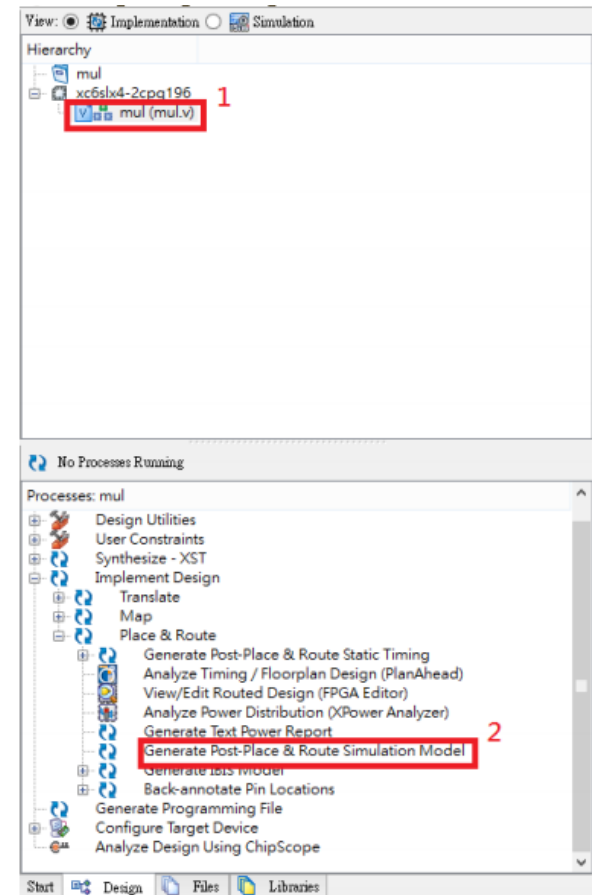 View: Implementation Simulation
Hierarchy
mul
xc6slx4-2cpg196
1
mul (mul.v)
No Processes Running
Processes: mul
Design Utilities
User Constraints
Synthesize - XST
Implement Design
Translate
Map
Place & Route
Generate Post-Place & Route Static Timing
Analyze Timing / Floorplan Design (PlanAhead)
View/Edit Routed Design (FPGA Editor)
Analyze Power Distribution (XPower Analyzer)
Generate Text Power Report
2
Generate Post-Place & Route Simulation Model
Generate IBIS Model
Back-annotate Pin Locations
Generate Programming File
Configure Target Device
Analyze Design Using ChipScope
Start Design Files Libraries